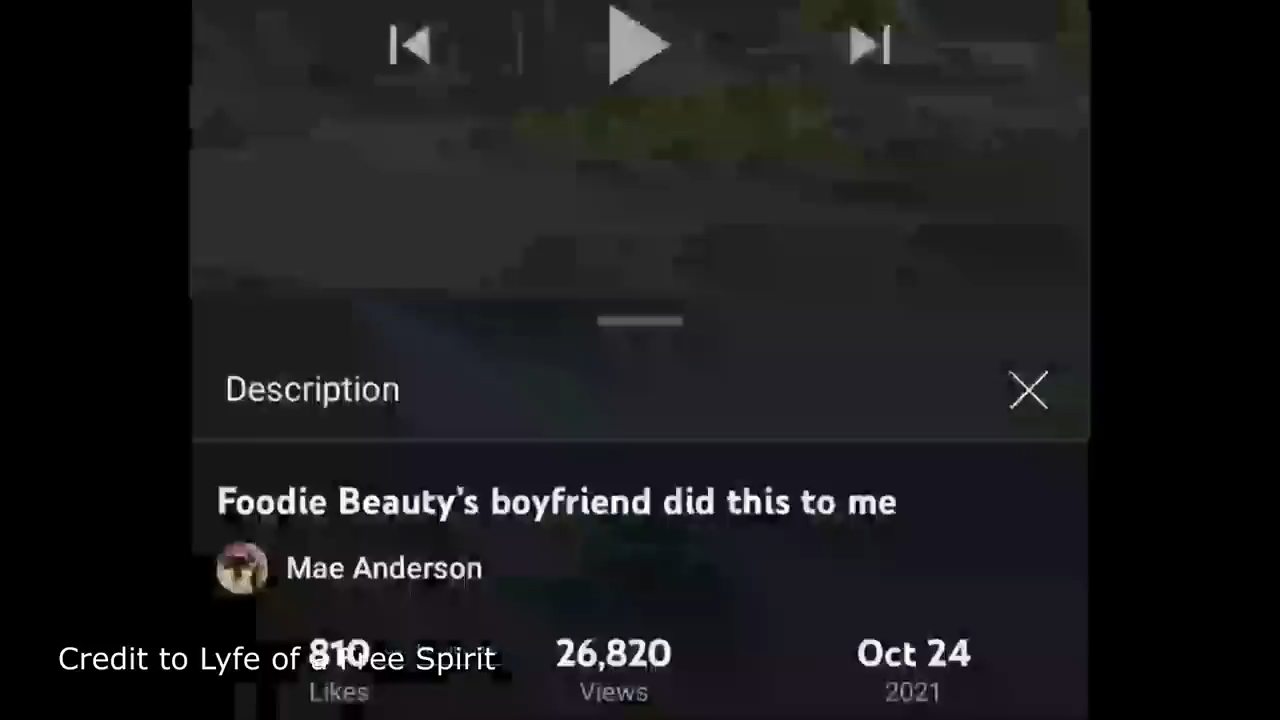 Description
Foodie Beauty's boyfriend did this to me
Mae Anderson
810 26,820 Oct 24
Credit to Lyfe of a Free Spirit
Likes Views 2021